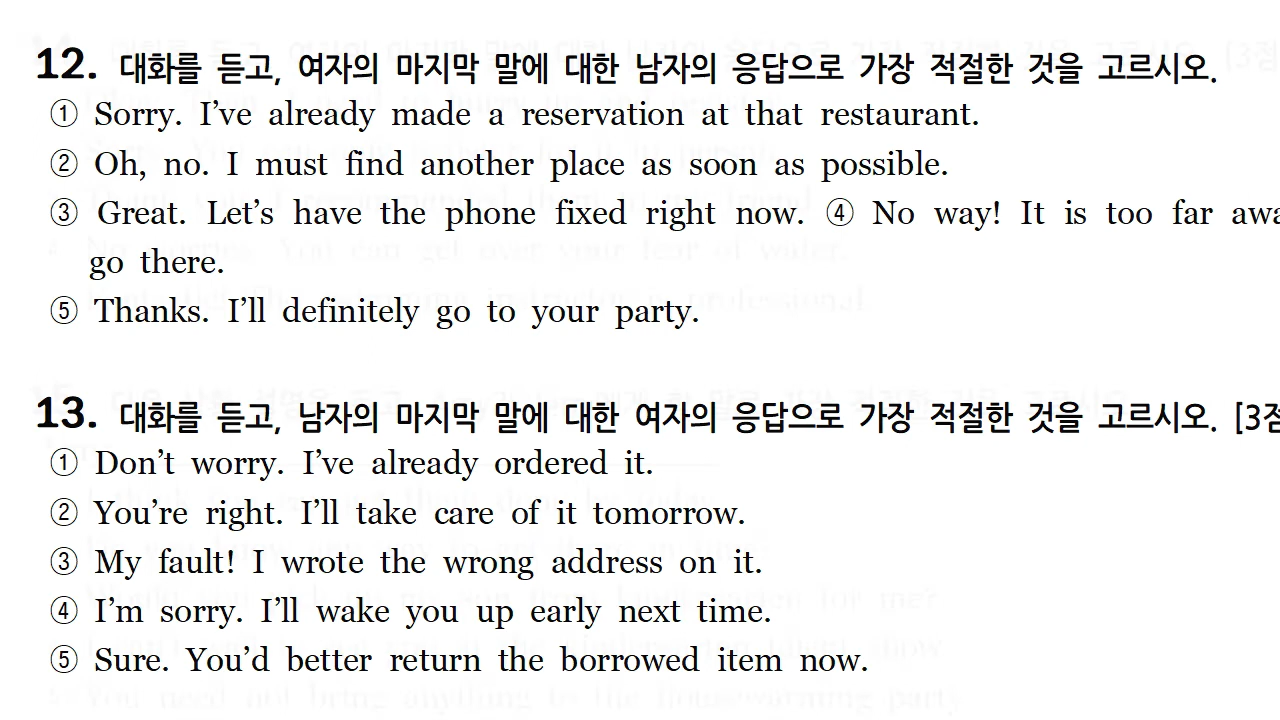 12. 대화를 듣고, 여자의 마지막 말에 대한 남자의 응답으로 가장 적절한 것을 고르시오.
① Sorry. I’ve already made a reservation at that restaurant.
② Oh, no. I must find another place as soon as possible.
③ Great. Let’s have the phone fixed right now. ④ No way! It is too far
go there.
⑤ Thanks. I’ll definitely go to your party.
13. 대화를 듣고, 남자의 마지막 말에 대한 여자의 응답으로 가장 적절한 것을 고르시오. [3점
① Don’t worry. I’ve already ordered it.
② You’re right. I’ll take care of it tomorrow.
③ My fault! I wrote the wrong address on it.
④ I’m sorry. I’ll wake you up early next time.
⑤ Sure. You’d better return the borrowed item now.